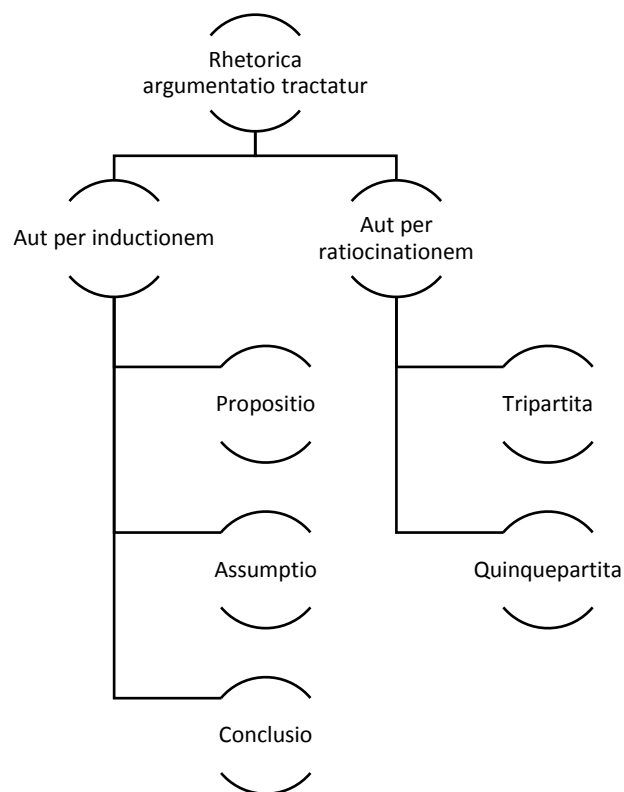 Rhetorica
argumentatio tractatur
Aut per inductionem
Aut per
ratiocinationem
Propositio
Tripartita
Assumptio
Quinquepartita
Conclusio